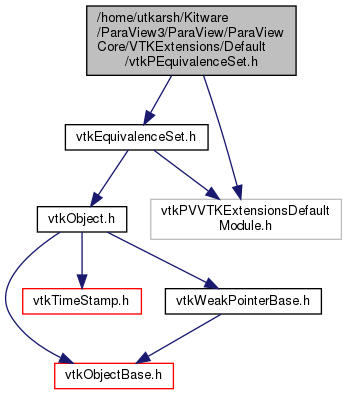 /home/utkarsh/Kitware
/ParaView3/ParaView/ParaView
Core/VTKExtensions/Default
/vtkPEquivalenceSet.h
vtkEquivalenceSet.h
vtkObject.h
vtkPVVTKExtensionsDefault
Module.h
vtkTimeStamp.h
vtkWeakPointerBase.h
vtkObjectBase.h